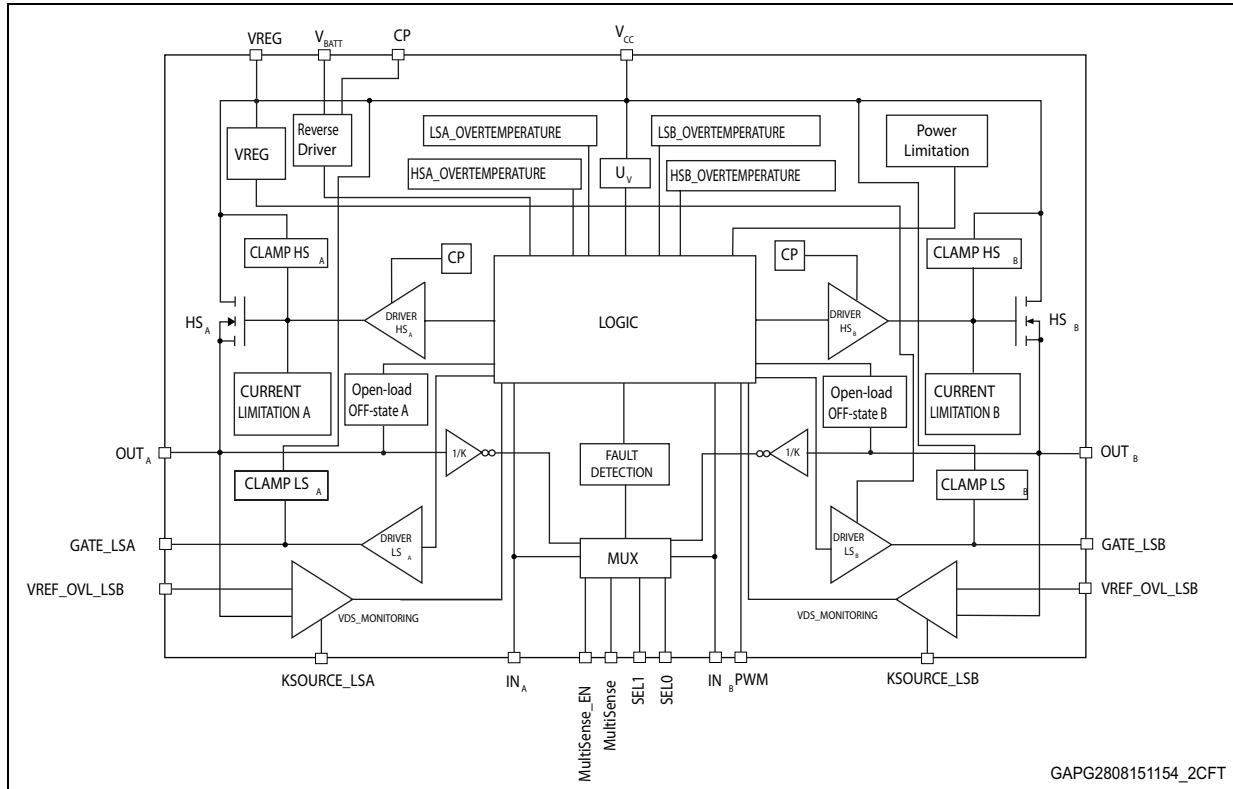 VREG
V BATT
CP
V CC
Reverse
Driver
VREG
LSA_OVERTEMPERATURE
HSA_OVERTEMPERATURE
U V
LSB_OVERTEMPERATURE
HSB_OVERTEMPERATURE
Power
Limitation
CLAMP HS A
CP
CP
CLAMP HS B
HS A
DRIVER
HS A
LOGIC
DRIVER
HS B
HS B
CURRENT
LIMITATION A
Open-load
OFF-state A
Open-load
OFF-state B
CURRENT
LIMITATION B
OUT A
1/K
FAULT
DETECTION
1/K
OUT B
CLAMP LS A
CLAMP LS B
GATE_LSA
DRIVER
LS A
MUX
DRIVER
LS B
GATE_LSB
VREF_OVL_LSB
VDS_MONITORING
VDS_MONITORING
VREF_OVL_LSB
KSOURCE_LSA
IN A
MultiSense_EN
MultiSense
SEL1
SEL0
IN B
PWM
KSOURCE_LSB
GAPG2808151154_2CFT